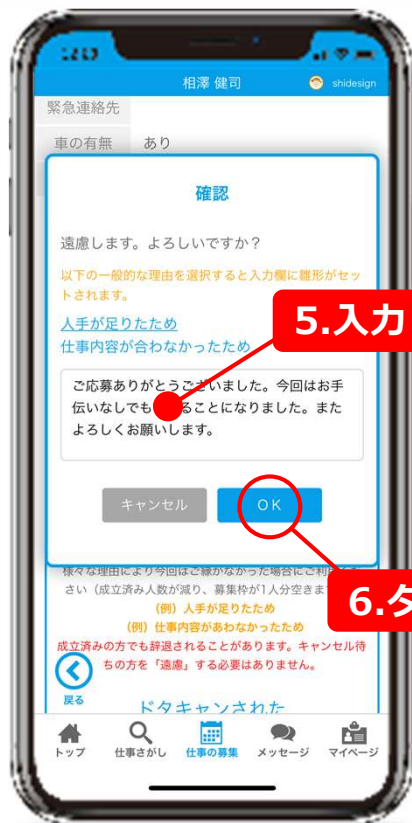 相澤 健司
shidesign
緊急連絡先
車の有無 あり
確認
遠慮します。よろしいですか？
以下の一般的な理由を選択すると入力欄に雛形がセッ
トされます。
人手が足りたため
仕事内容が合わなかったため
5.入力
ご応募ありがとうございました。今回はお手
伝いなしでも
ることになりました。また
よろしくお願いします。
キャンセル
OK
様々な理由により今回はご縁がなかった場合にご利用
さい（成立済み人数が減り、募集枠が1人分空きま
6.タ
(例) 人手が足りたため
(例) 仕事内容があわなかったため
成立済みの方でも辞退されることがあります。キャンセル待
ちの方を「遠慮」する必要はありません。
戻る
ドタキャンされた
トップ 仕事さがし 仕事の募集 メッセージ マイページ